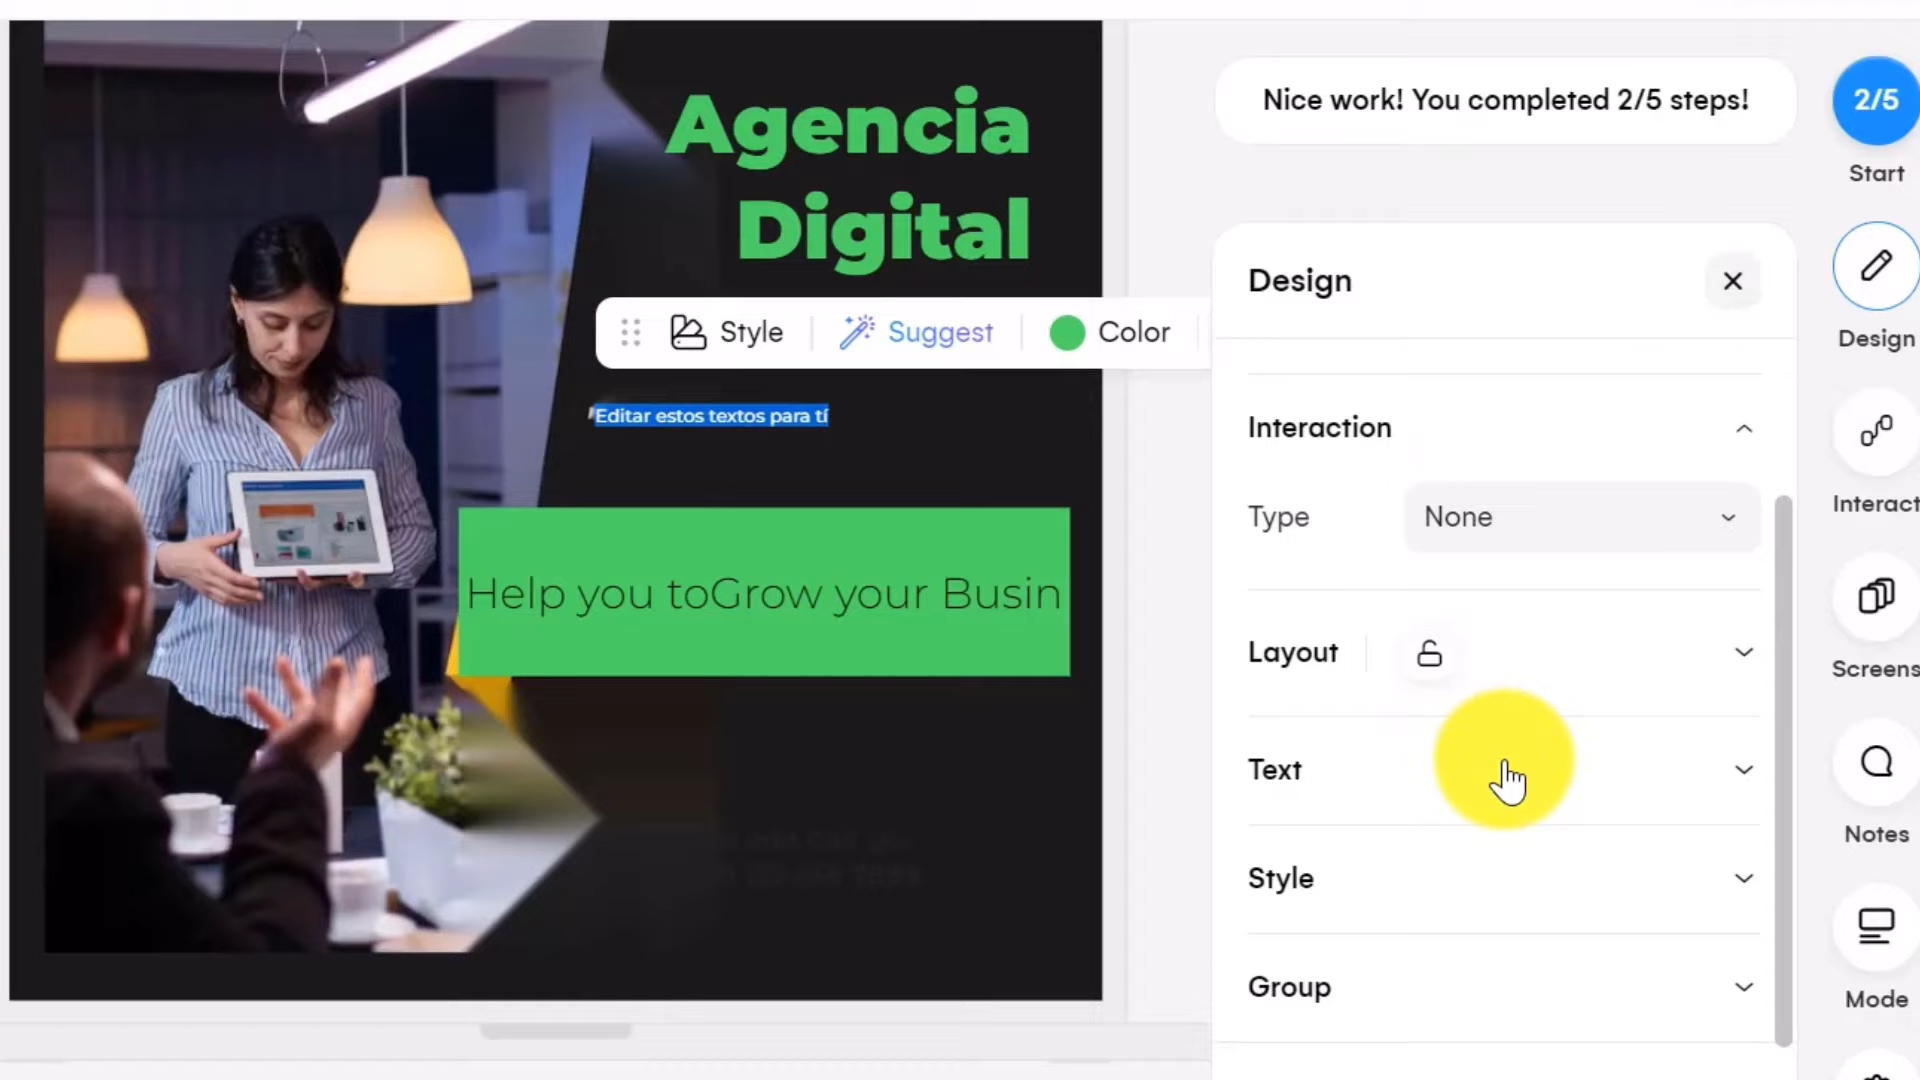 Agencia
Digital
Style
Suggest
Color
Editar estos textos para tí
Help you toGrow your Busin
Nice work! You completed 2/5 steps!
Design
Interaction
Type
None
Layout
Text
Style
Group
2/5
Start
Design
Interact
Screens
Notes
Mode